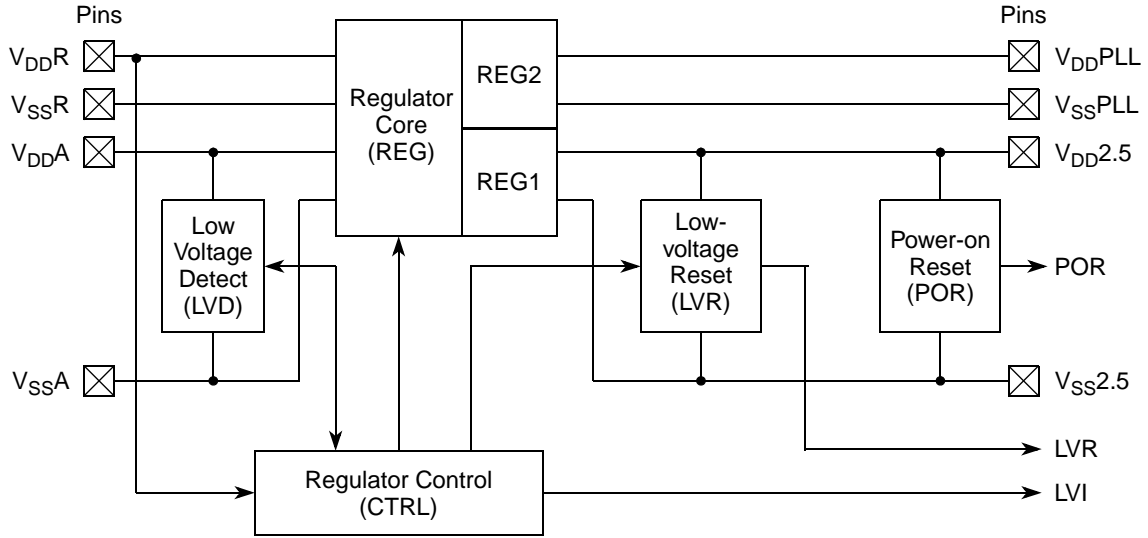 Pins
Pins
VDDR
VSSR
VDDA
VSSA
Regulator
Core
(REG)
REG2
REG1
VDDPLL
VSSPLL
VDD2.5
Low
Voltage
Detect
(LVD)
Low-
voltage
Reset
(LVR)
Power-on
Reset
(POR)
POR
VSS2.5
LVR
Regulator Control
(CTRL)
LVI